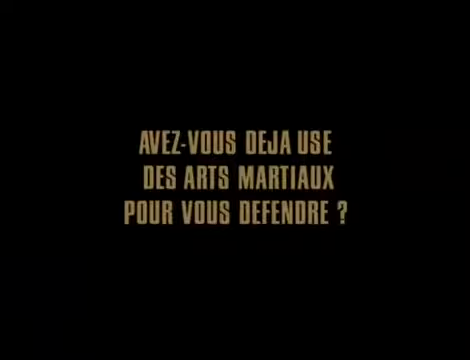 AVEZ-VOUS DEJA USE
DES ARTS MARTIAUX
POUR VOUS DEFENDRE ?